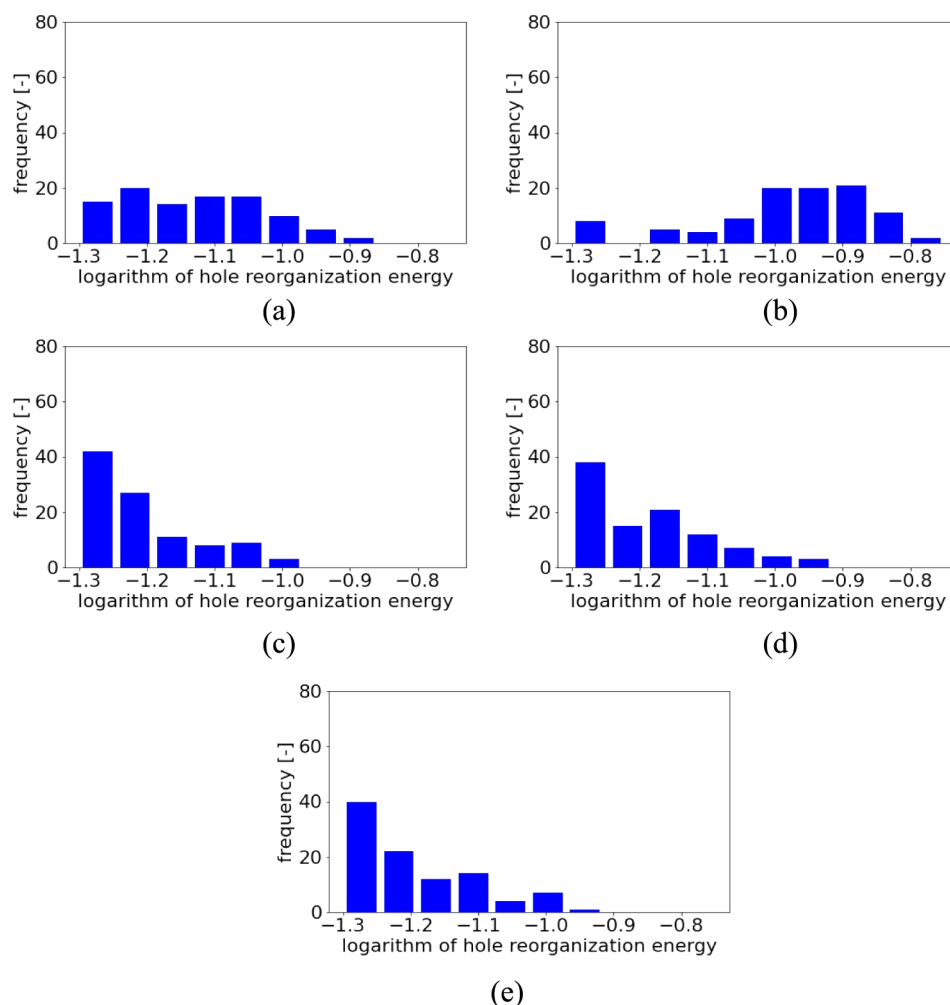 80
60
40
20
0
frequency [-]
−1.3 −1.2 −1.1 −1.0 −0.9 −0.8
logarithm of hole reorganization energy
(a)
80
60
40
20
0
frequency [-]
−1.3 −1.2 −1.1 −1.0 −0.9 −0.8
logarithm of hole reorganization energy
(b)
80
60
40
20
0
frequency [-]
−1.3 −1.2 −1.1 −1.0 −0.9 −0.8
logarithm of hole reorganization energy
(c)
80
60
40
20
0
frequency [-]
−1.3 −1.2 −1.1 −1.0 −0.9 −0.8
logarithm of hole reorganization energy
(d)
80
60
40
20
0
frequency [-]
−1.3 −1.2 −1.1 −1.0 −0.9 −0.8
logarithm of hole reorganization energy
(e)